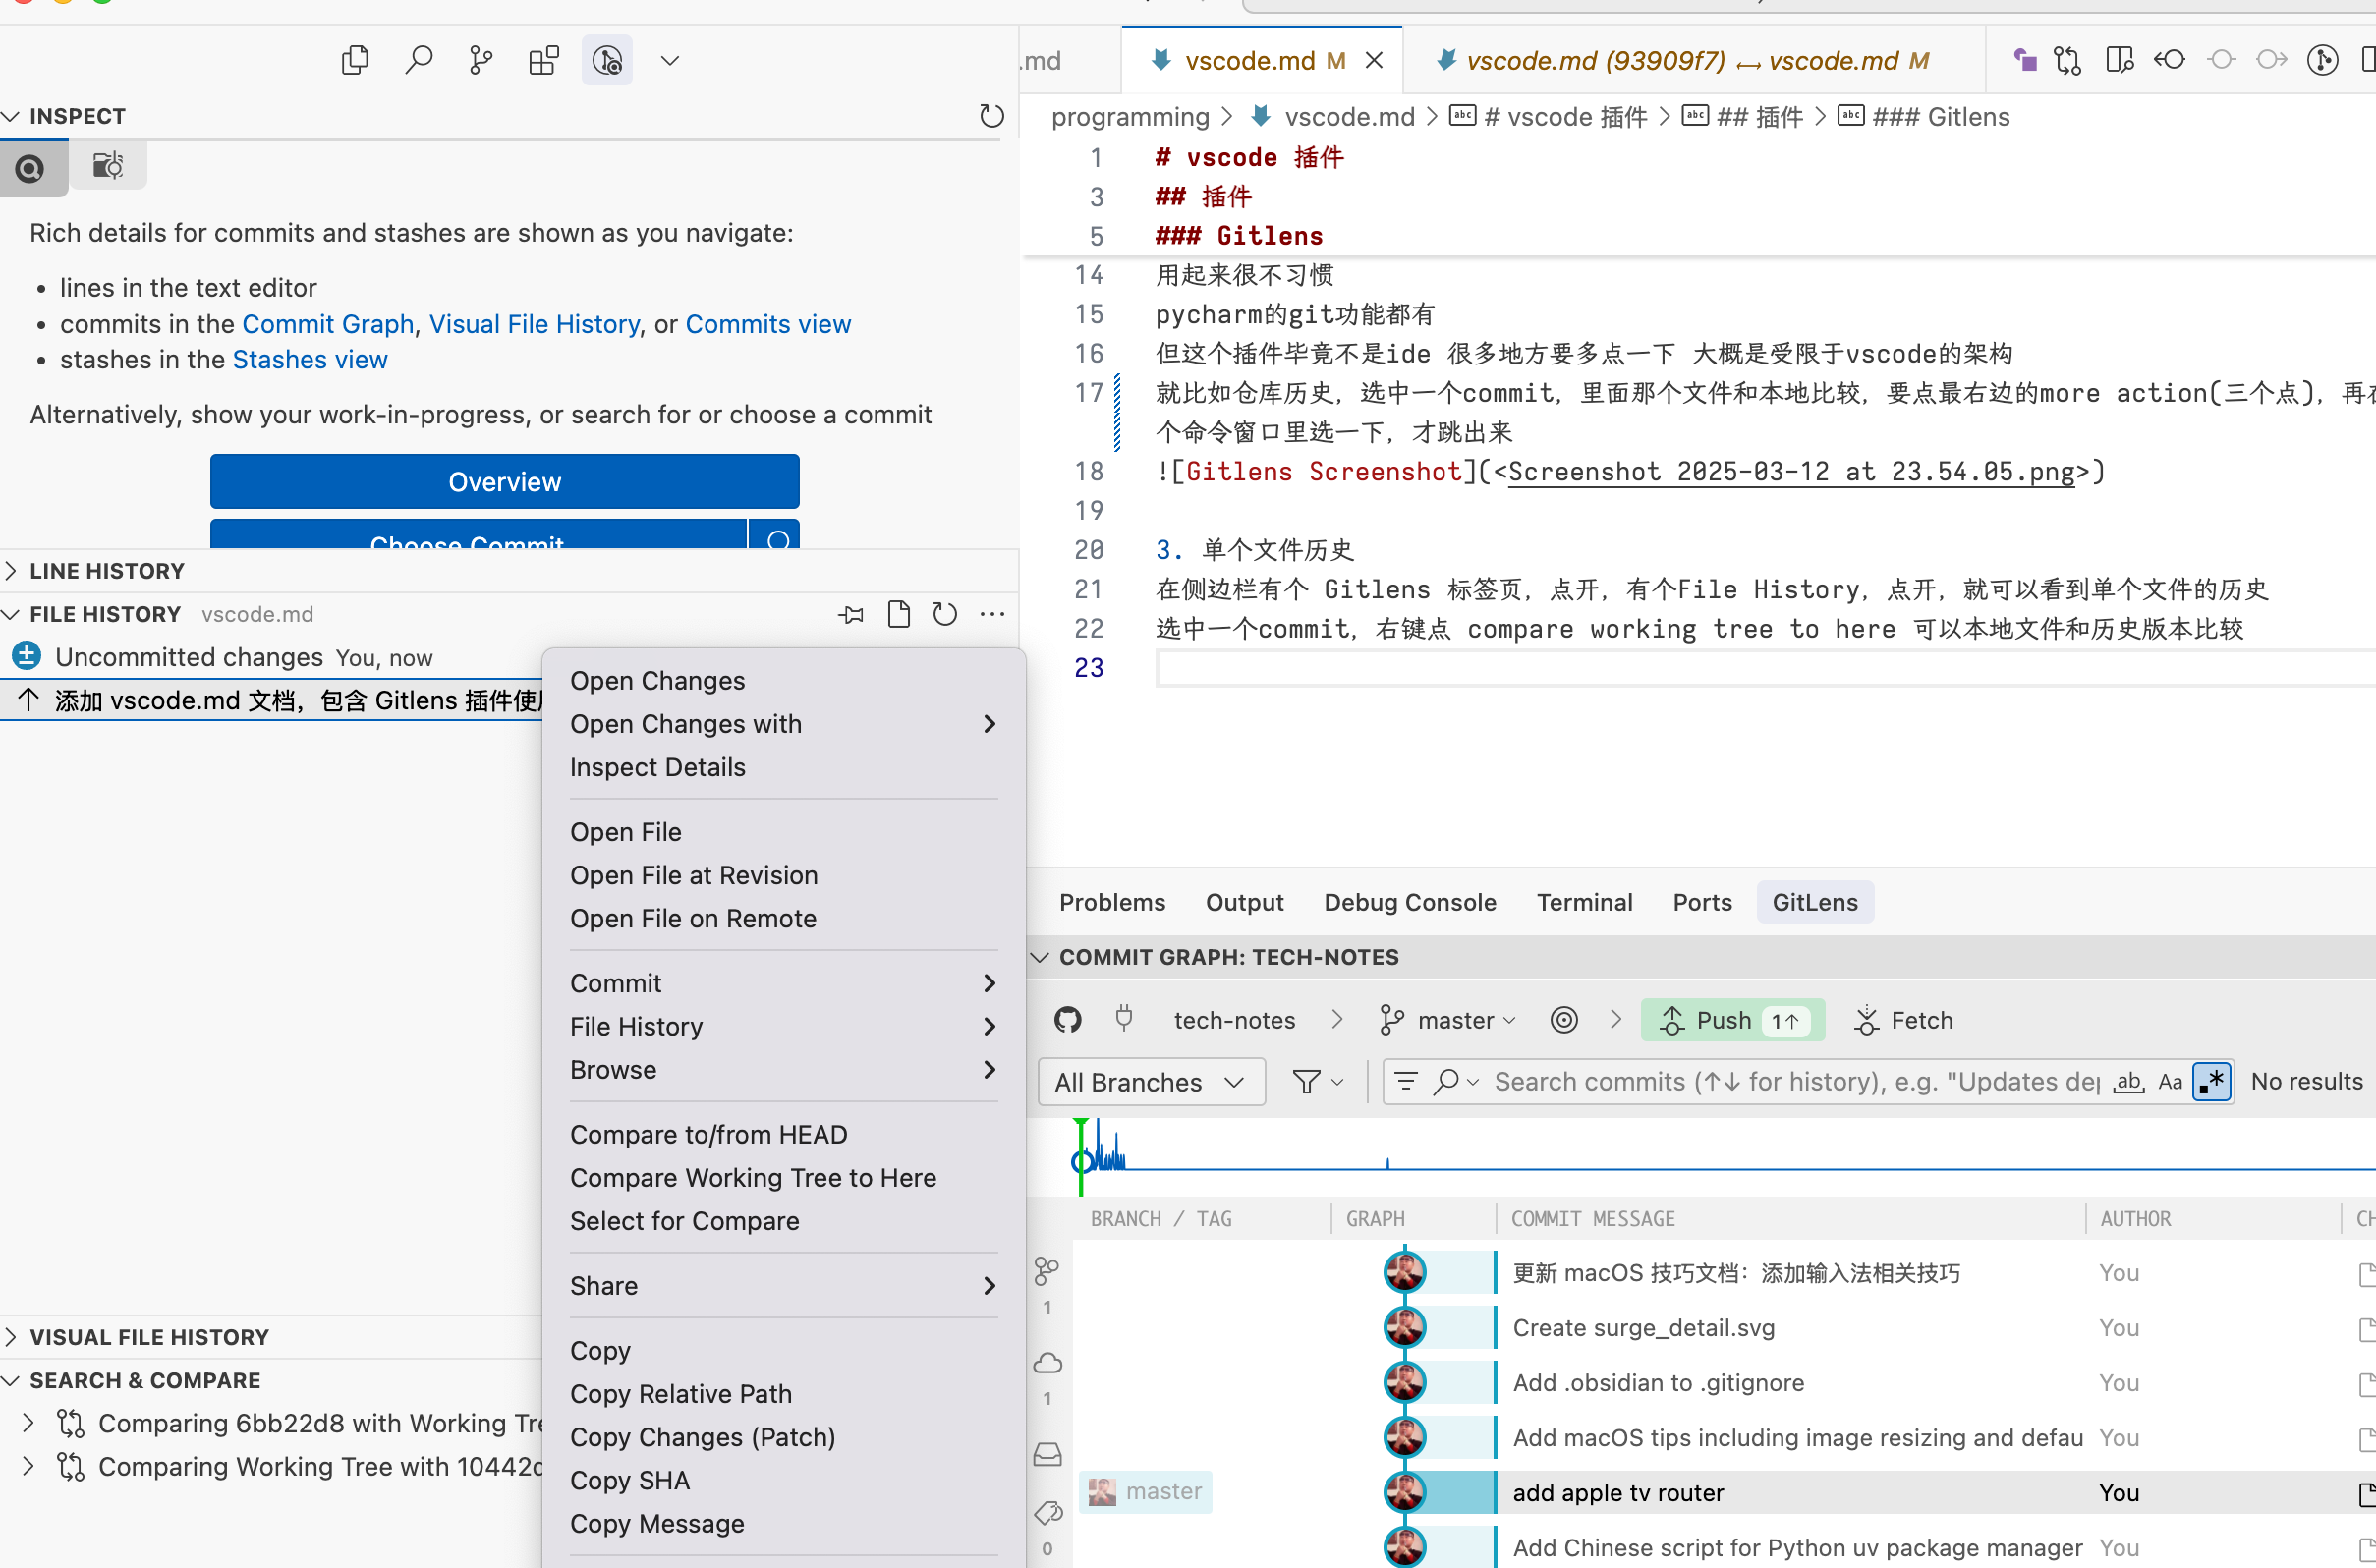 INSPECT
Rich details for commits and stashes are shown as you navigate:
lines in the text editor
commits in the Commit Graph, Visual File History, or Commits view
stashes in the Stashes view
Alternatively, show your work-in-progress, or search for or choose a commit
Overview
Choose Commit
LINE HISTORY
FILE HISTORY vscode.md
Uncommitted changes You, now
添加 vscode.md 文档，包含 Gitlens 插件使
VISUAL FILE HISTORY
SEARCH & COMPARE
Comparing 6bb22d8 with Working Tre
Comparing Working Tree with 10442
Open Changes
Open Changes with
Inspect Details
Open File
Open File at Revision
Open File on Remote
Commit
File History
Browse
Compare to/from HEAD
Compare Working Tree to Here
Select for Compare
Share
Copy
Copy Relative Path
Copy Changes (Patch)
Copy SHA
Copy Message
.md
vscode.md M
vscode.md (93909f7) ↔ vscode.md M
programming > vscode.md > # vscode 插件 > ## 插件 > ### Gitlens
1 # vscode 插件
3 ## 插件
5 ### Gitlens
14 用起来很不习惯
15 pycharm的git功能都有
16 但这个插件毕竟不是ide 很多地方要多点一下 大概是受限于vscode的架构
17 就比如仓库历史，选中一个commit，里面那个文件和本地比较，要点最右边的more action(三个点)，再
个命令窗口里选一下，才跳出来
18 ![Gitlens Screenshot](<Screenshot 2025-03-12 at 23.54.05.png>)
19
20 3. 单个文件历史
21 在侧边栏有个 Gitlens 标签页，点开，有个File History，点开，就可以看到单个文件的历史
22 选中一个commit，右键点 compare working tree to here 可以本地文件和历史版本比较
23
Problems Output Debug Console Terminal Ports GitLens
COMMIT GRAPH: TECH-NOTES
tech-notes > master > Push 1↑ Fetch
All Branches Search commits (↑↓ for history), e.g. "Updates dep ab Aa .* No results
BRANCH / TAG GRAPH COMMIT MESSAGE AUTHOR CH
更新 macOS 技巧文档：添加输入法相关技巧 You
1
Create surge_detail.svg You
Add .obsidian to .gitignore You
1
Add macOS tips including image resizing and defau You
master add apple tv router You
Add Chinese script for Python uv package manager You
0